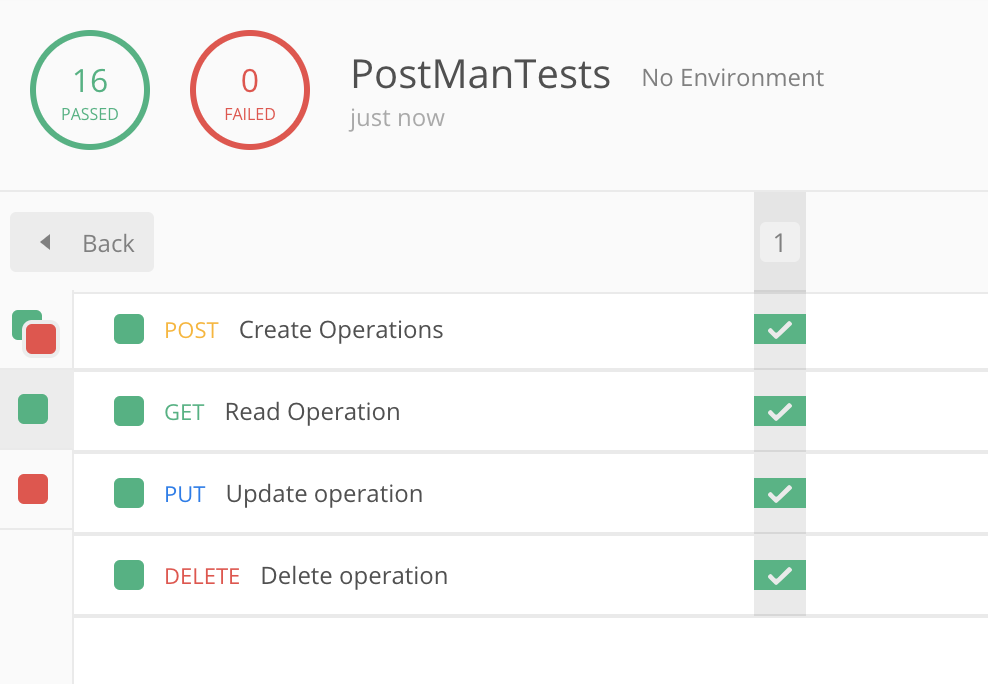 16
PASSED
0
FAILED
PostManTests
No Environment
just now
Back
1
POST Create Operations
GET Read Operation
PUT Update operation
DELETE Delete operation